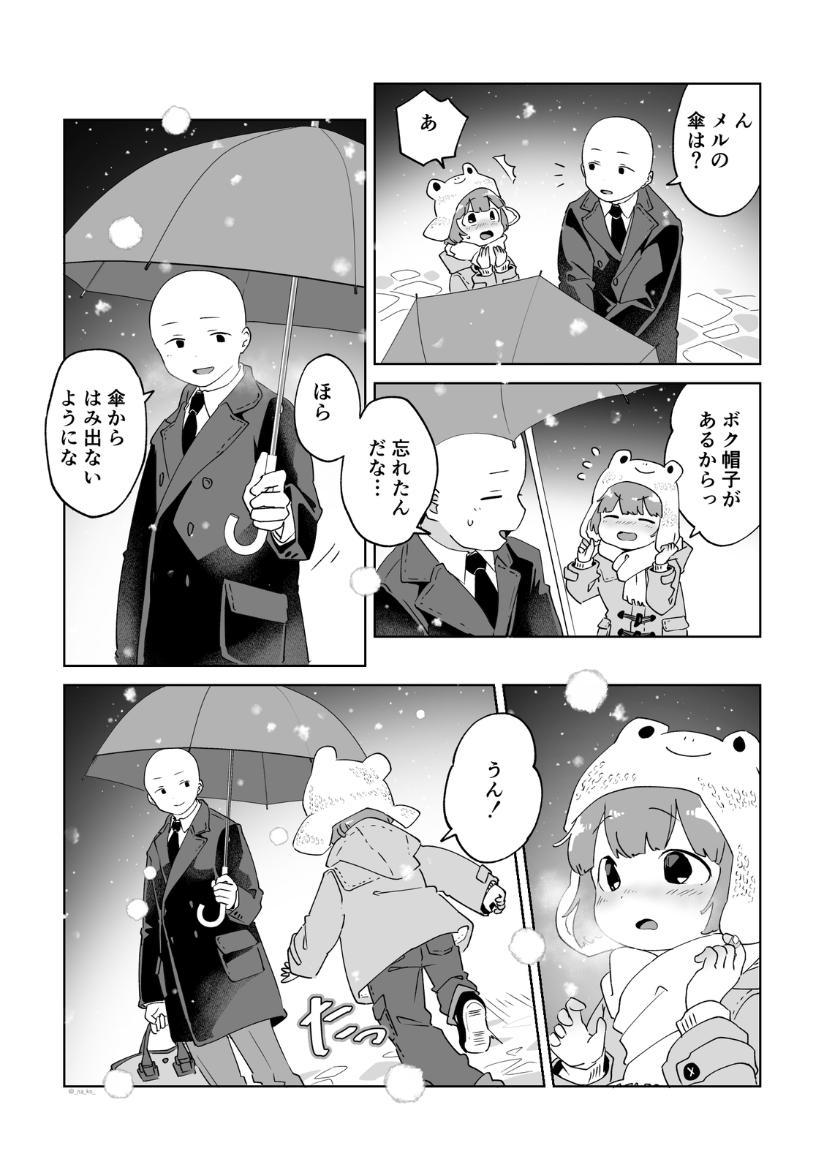 ん
メルの
傘は？
あ
ボク帽子が
あるからっ
忘れたん
だな…
ほら
傘から
はみ出ない
ようにな
うん！
たっ